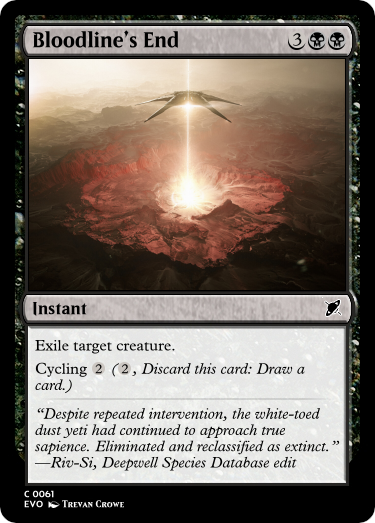 Bloodline's End 3
Instant
Exile target creature.
Cycling 2 (2, Discard this card: Draw a
card.)
“Despite repeated intervention, the white-toed
dust yeti had continued to approach true
sapience. Eliminated and reclassified as extinct.”
—Riv-Si, Deepwell Species Database edit
C 0061
EVO Trevan Crowe